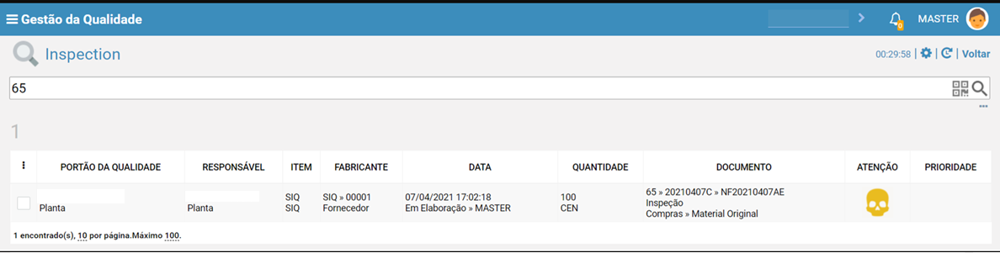 Gestão da Qualidade
0
MASTER
Inspection
00:29:58 | | | Voltar
65
1
PORTÃO DA QUALIDADE RESPONSÁVEL ITEM FABRICANTE DATA QUANTIDADE DOCUMENTO ATENÇÃO PRIORIDADE
SIQ SIQ » 00001 07/04/2021 17:02:18 100 65 » 20210407C » NF20210407AE
Planta Planta SIQ Fornecedor Em Elaboração » MASTER CEN Inspeção
Compras » Material Original
1 encontrado(s), 10 por página.Máximo 100.